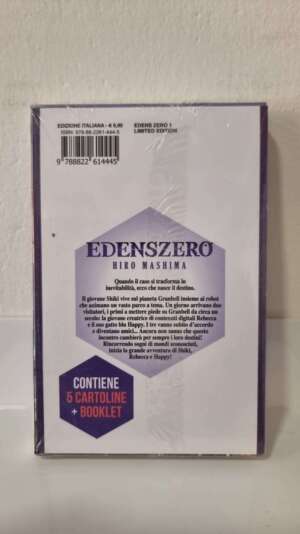 EDIZIONE ITALIANA - € 5,90
ISBN: 978-88-2261-444-5
EDENS ZERO 1
LIMITED EDITION
9 788822 614445
EDENSZERO
HIRO MASHIMA
Quando il caso si trasforma in
inevitabilità, ecco che nasce il destino.
Il giovane Shiki vive sul pianeta Granbell insieme ai robot
che animano un vasto parco a tema. Un giorno arrivano due
visitatori, i primi a mettere piede su Granbell da circa un
secolo: la giovane creatrice di contenuti digitali Rebecca
e il suo gatto blu Happy. I tre vanno subito d'accordo
e diventano amici... Ancora non sanno che questo
incontro cambierà per sempre i loro destini!
Rincorrendo sogni di mondi sconosciuti,
inizia la grande avventura di Shiki,
Rebecca e Happy!
CONTIENE
5 CARTOLINE
+ BOOKLET